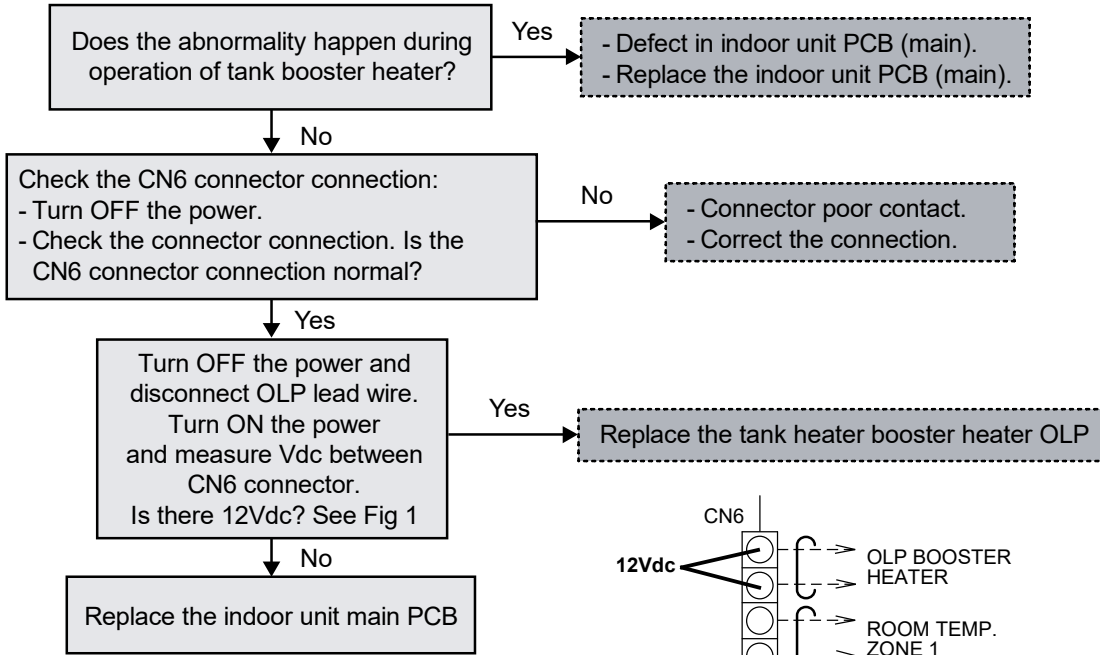 Does the abnormality happen during
operation of tank booster heater?
Yes
- Defect in indoor unit PCB (main).
- Replace the indoor unit PCB (main).
No
Check the CN6 connector connection:
- Turn OFF the power.
- Check the connector connection. Is the
CN6 connector connection normal?
No
- Connector poor contact.
- Correct the connection.
Yes
Turn OFF the power and
disconnect OLP lead wire.
Turn ON the power
and measure Vdc between
CN6 connector.
Is there 12Vdc? See Fig 1
Yes
Replace the tank heater booster heater OLP
No
Replace the indoor unit main PCB
CN6
12Vdc
OLP BOOSTER
HEATER
ROOM TEMP.
ZONE 1